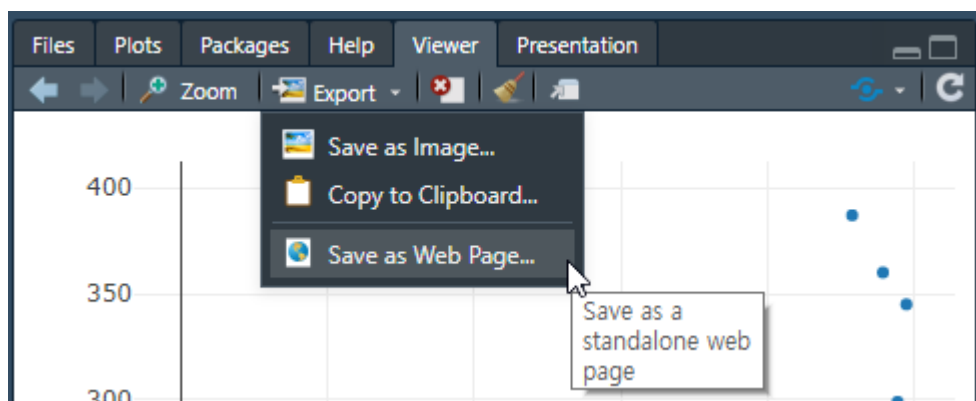 Files Plots Packages Help Viewer Presentation
Zoom Export
Save as Image...
Copy to Clipboard...
Save as Web Page...
Save as a
standalone web
page
400
350
300